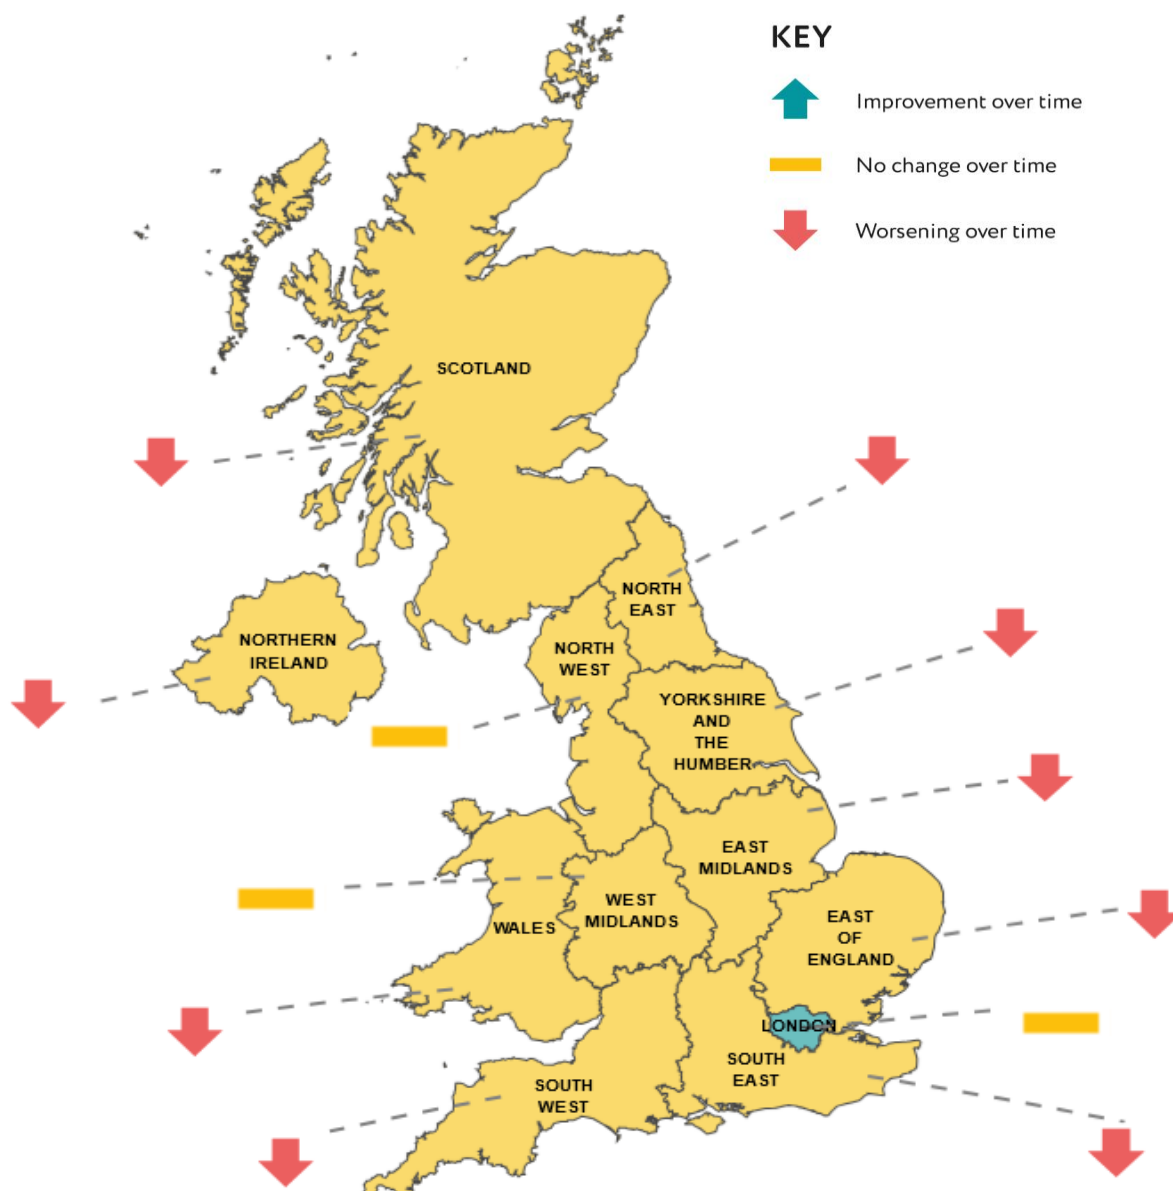 KEY
Improvement over time
No change over time
Worsening over time
SCOTLAND
NORTH
EAST
NORTHERN
IRELAND
NORTH
WEST
YORKSHIRE
AND
THE
HUMBER
EAST
MIDLANDS
WEST
MIDLANDS
WALES
EAST
OF
ENGLAND
LONDON
SOUTH
EAST
SOUTH
WEST